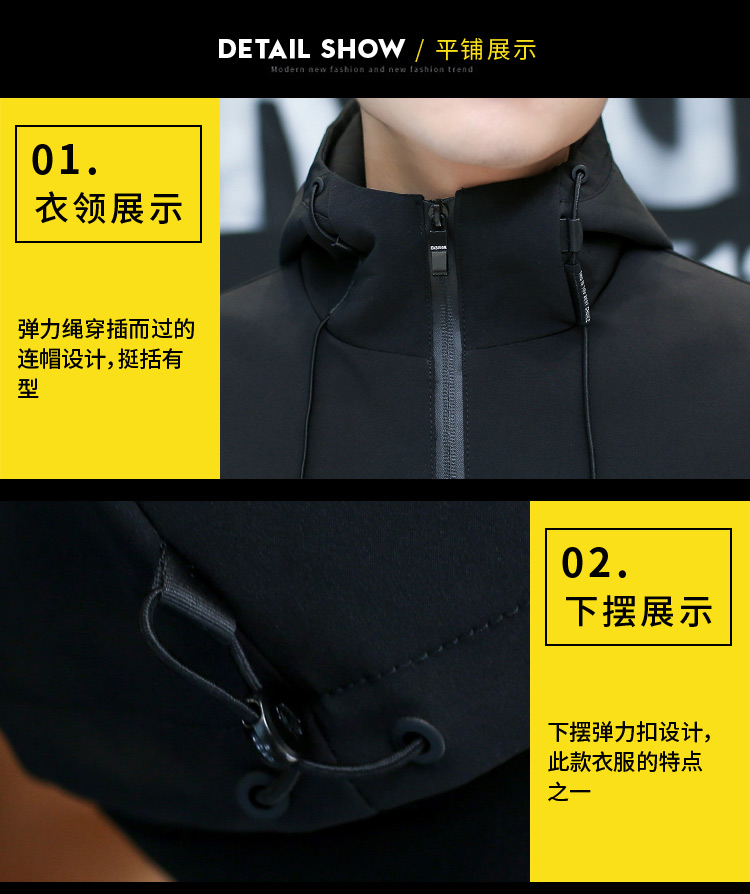 DETAIL SHOW / 平铺展示
Modern new fashion and new fashion trend
01.
衣领展示
弹力绳穿插而过的
连帽设计，挺括有
型
02.
下摆展示
下摆弹力扣设计，
此款衣服的特点
之一